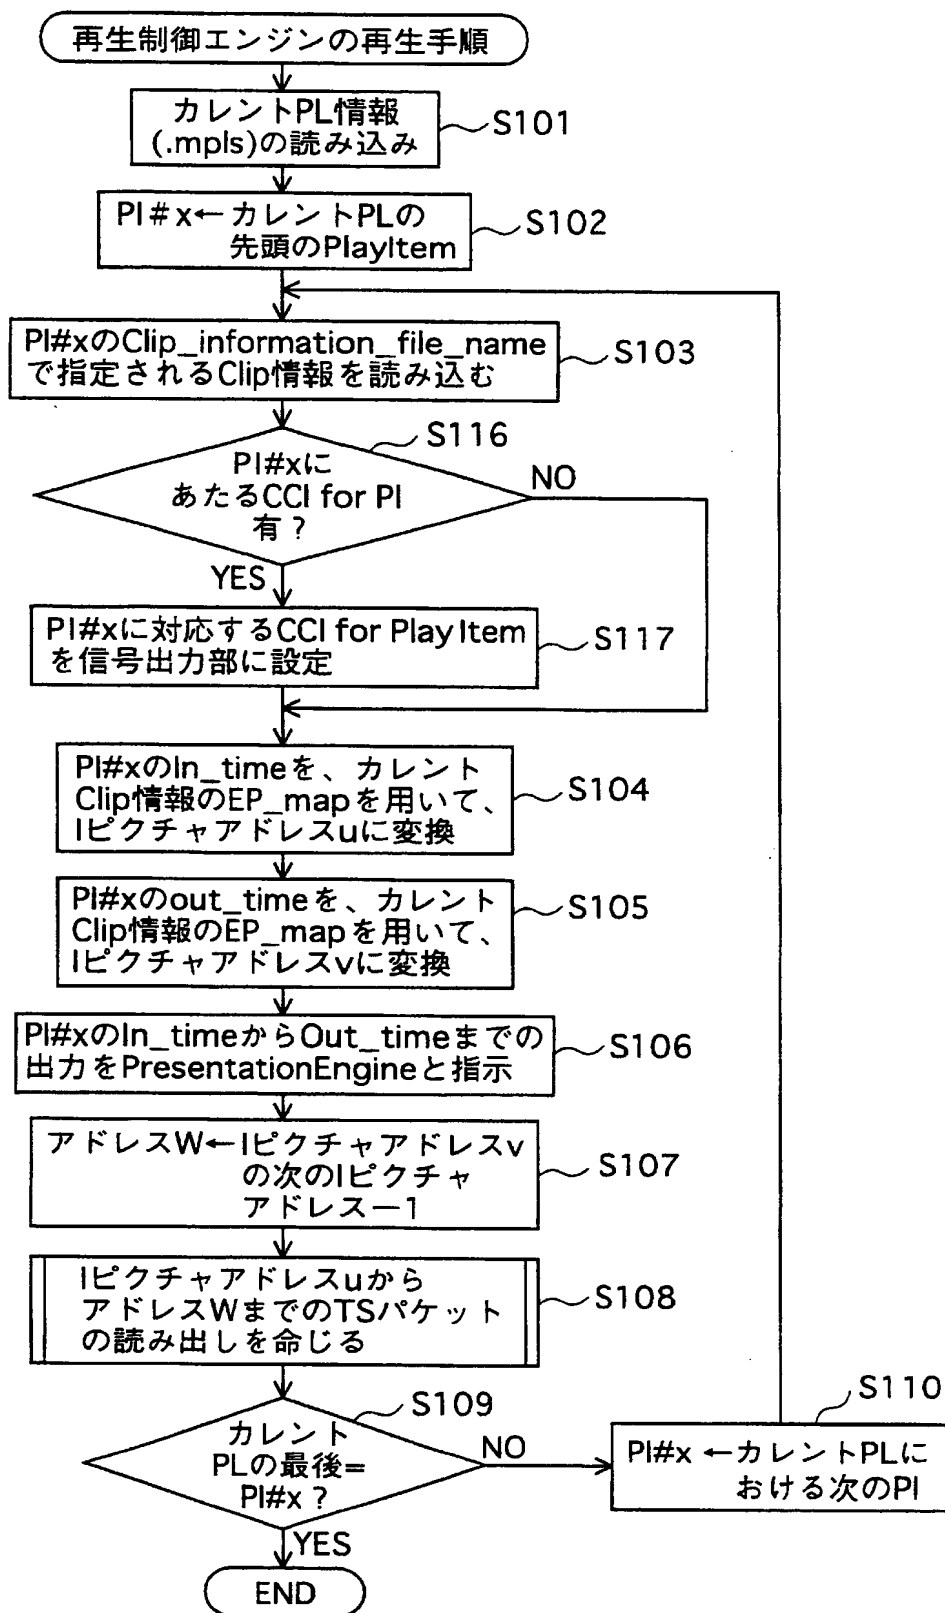 再生制御エンジンの再生手順
カレントPL情報
(.mpls)の読み込み
S101
PI#x←カレントPLの
先頭のPlayItem
S102
PI#xのClip_information_file_name
で指定されるClip情報を読み込む
S103
S116
PI#xに
あたるCCI for PI
有?
NO
YES
PI#xに対応するCCI for PlayItem
を信号出力部に設定
S117
PI#xのIn_timeを、カレント
Clip情報のEP_mapを用いて、
Iピクチャアドレスuに変換
S104
PI#xのout_timeを、カレント
Clip情報のEP_mapを用いて、
Iピクチャアドレスvに変換
S105
PI#xのIn_timeからOut_timeまでの
出力をPresentationEngineと指示
S106
アドレスW←Iピクチャアドレスv
の次のIピクチャ
アドレスー1
S107
Iピクチャアドレスuから
アドレスWまでのTSパケット
の読み出しを命じる
S108
S109
カレント
PLの最後=
PI#x?
NO
S110
PI#x ←カレントPLに
おける次のPI
YES
END